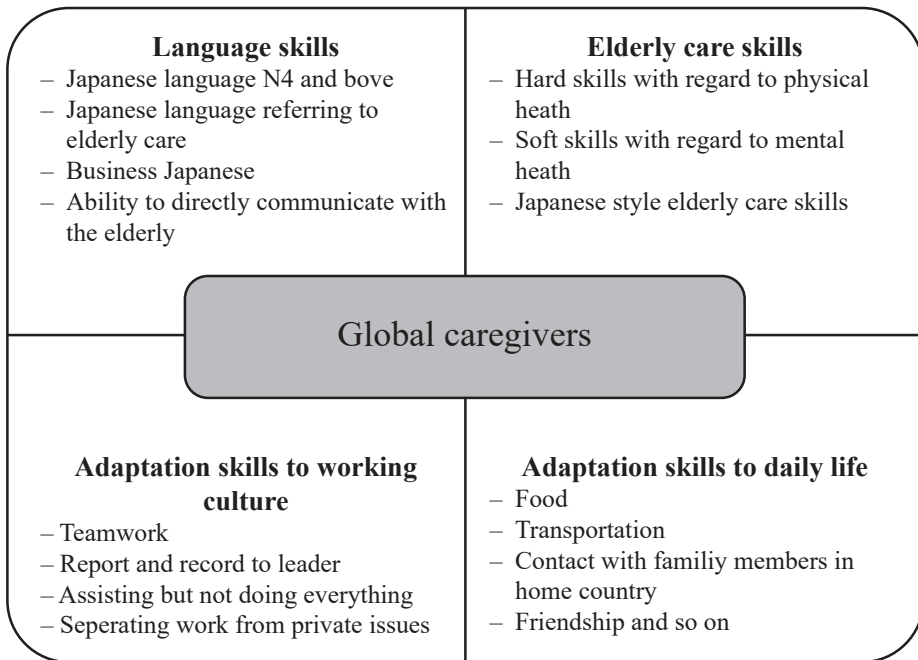 Language skills
– Japanese language N4 and bove
– Japanese language referring to
elderly care
– Business Japanese
– Ability to directly communicate with
the elderly
Elderly care skills
– Hard skills with regard to physical
heath
– Soft skills with regard to mental
heath
– Japanese style elderly care skills
Global caregivers
Adaptation skills to working
culture
– Teamwork
– Report and record to leader
– Assisting but not doing everything
– Seperating work from private issues
Adaptation skills to daily life
– Food
– Transportation
– Contact with familiy members in
home country
– Friendship and so on